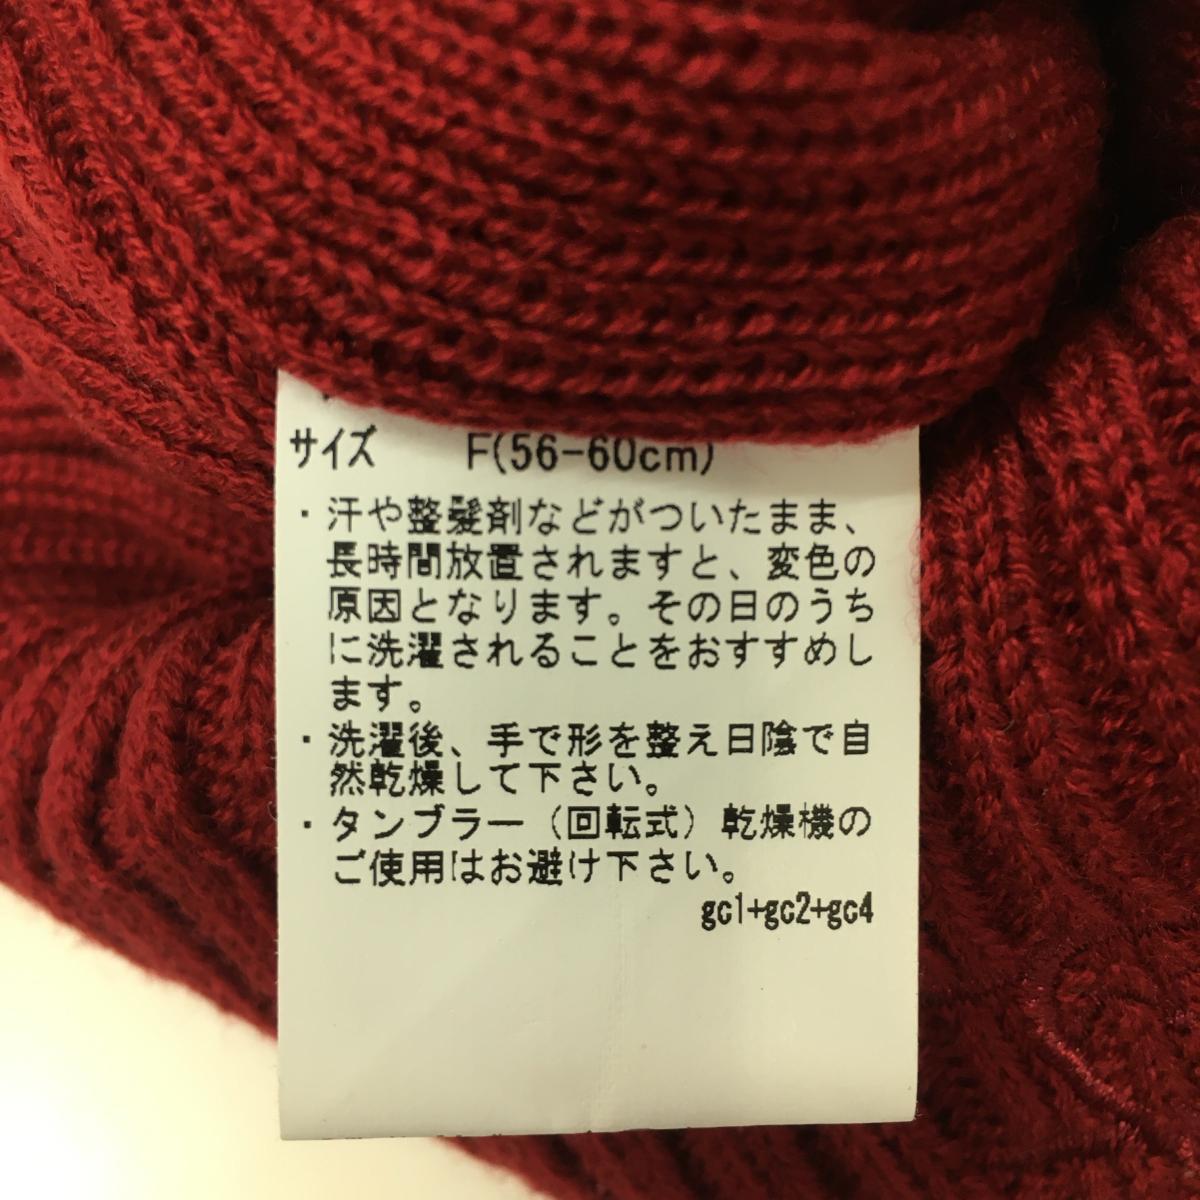 サイズ F(56-60cm)
・汗や整髪剤などがついたまま、
長時間放置されますと、変色の
原因となります。その日のうち
に洗濯されることをおすすめし
ます。
・洗濯後、手で形を整え日陰で自
然乾燥して下さい。
・タンブラー（回転式）乾燥機の
ご使用はお避け下さい。
gc1+gc2+gc4